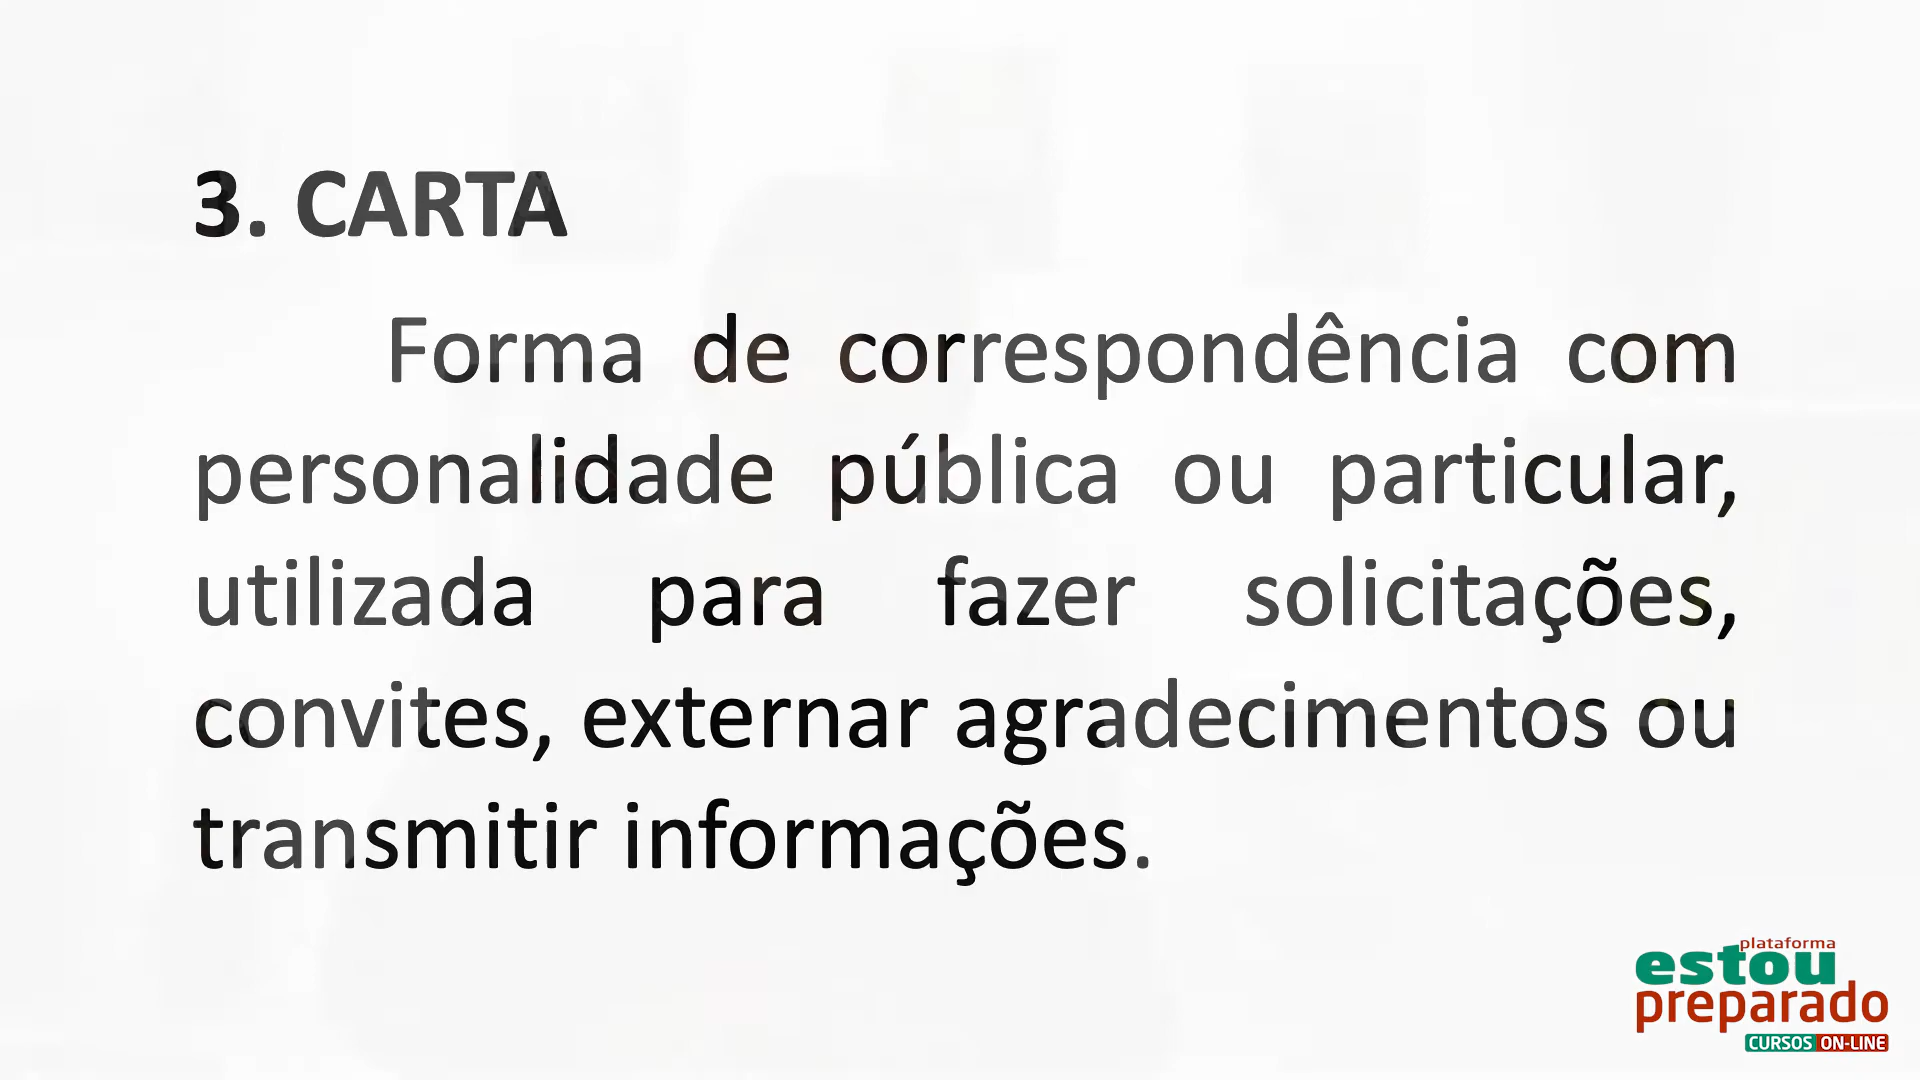 3. CARTA
Forma de correspondência com
personalidade pública ou particular,
utilizada para fazer solicitações,
convites, externar agradecimentos ou
transmitir informações.
plataforma
estou
preparado
CURSOS ON-LINE